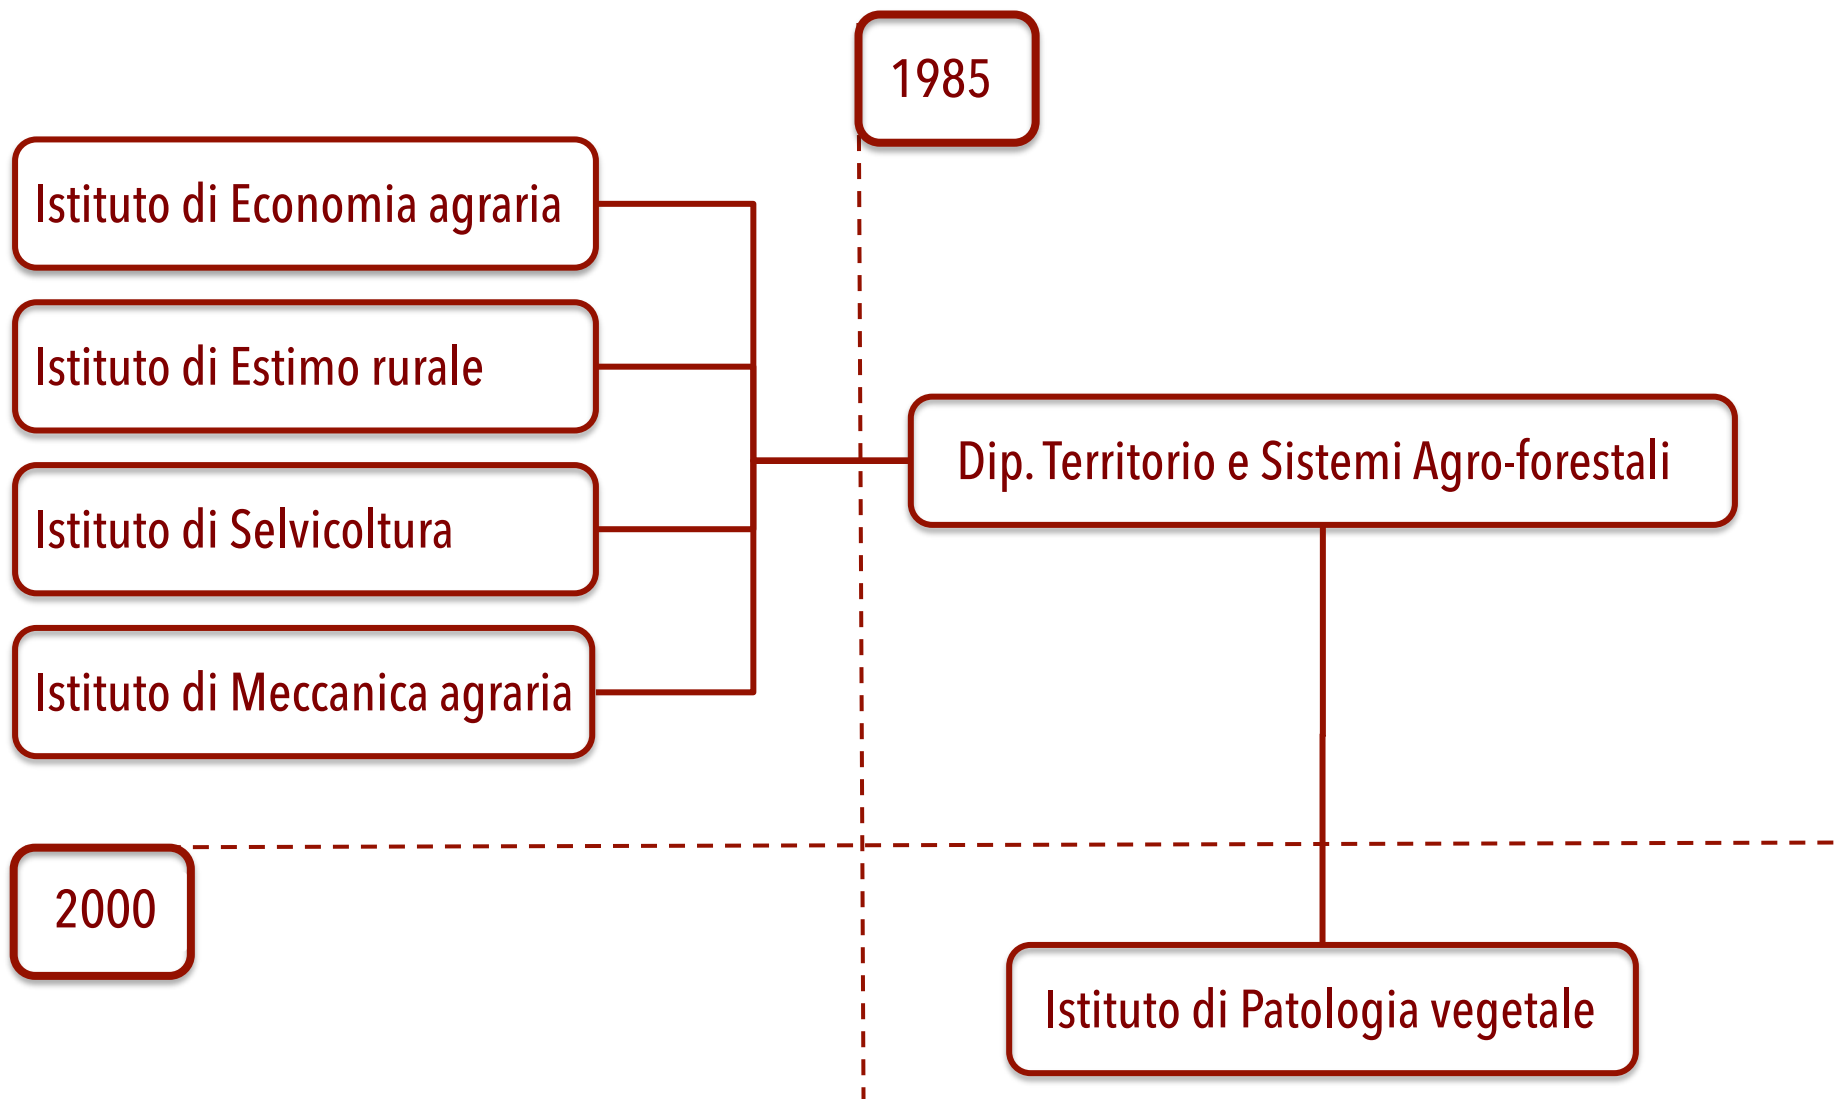 1985
Istituto di Economia agraria
Istituto di Estimo rurale
Dip. Territorio e Sistemi Agro-forestali
Istituto di Selvicoltura
Istituto di Meccanica agraria
2000
Istituto di Patologia vegetale